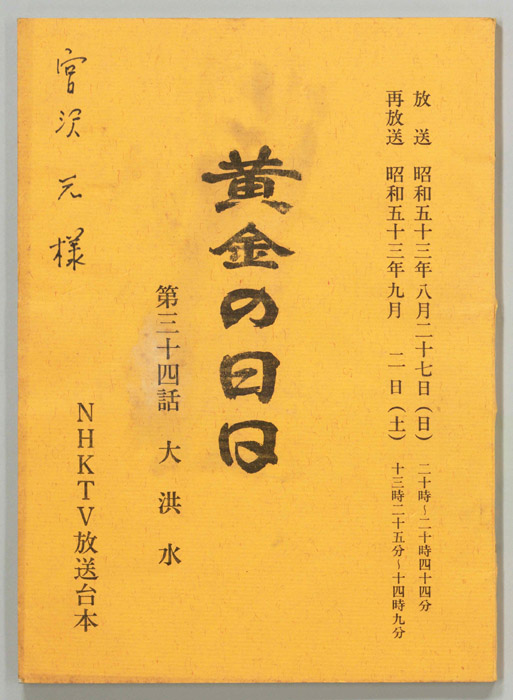 放送 昭和五十三年八月二十七日(日) 二十時~二十時四十四分
再放送 昭和五十三年九月 二日(土) 十三時二十五分~十四時九分
黄金の日日
第三十四話 大洪水
NHKTV放送台本
宮沢元様